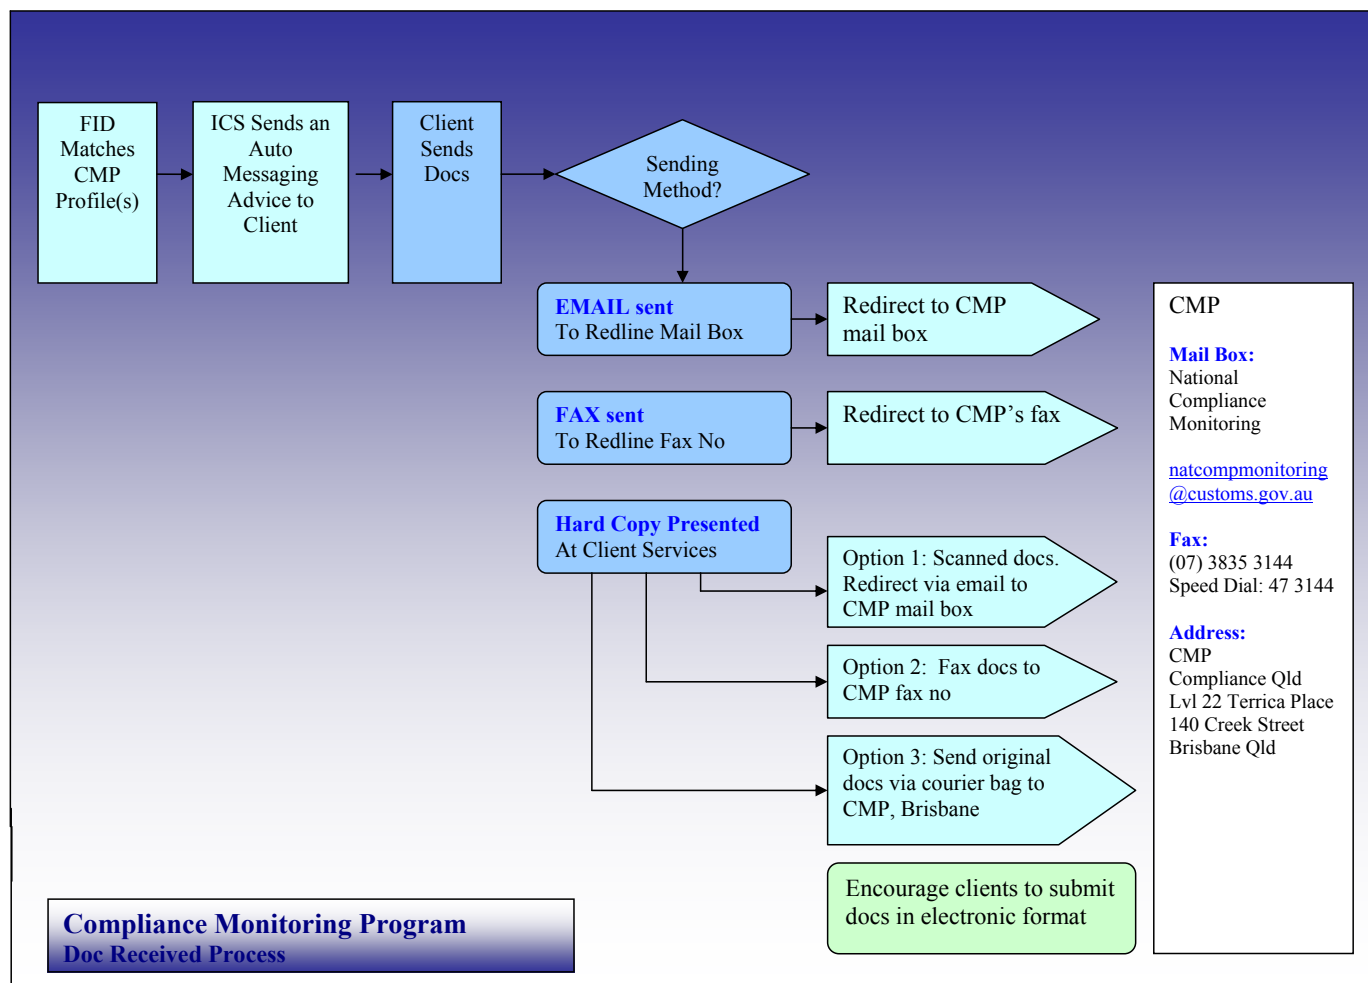 FID
Matches
CMP
Profile(s)
ICS Sends an
Auto
Messaging
Advice to
Client
Client
Sends
Docs
Sending
Method?
EMAIL sent
To Redline Mail Box
Redirect to CMP
mail box
FAX sent
To Redline Fax No
Redirect to CMP’s fax
Hard Copy Presented
At Client Services
Option 1: Scanned docs.
Redirect via email to
CMP mail box
Option 2:  Fax docs to
CMP fax no
Option 3: Send original
docs via courier bag to
CMP, Brisbane
Encourage clients to submit
docs in electronic format
CMP
Mail Box:
National
Compliance
Monitoring
natcompmonitoring
@customs.gov.au
Fax:
(07) 3835 3144
Speed Dial: 47 3144
Address:
CMP
Compliance Qld
Lvl 22 Terrica Place
140 Creek Street
Brisbane Qld
Compliance Monitoring Program
Doc Received Process